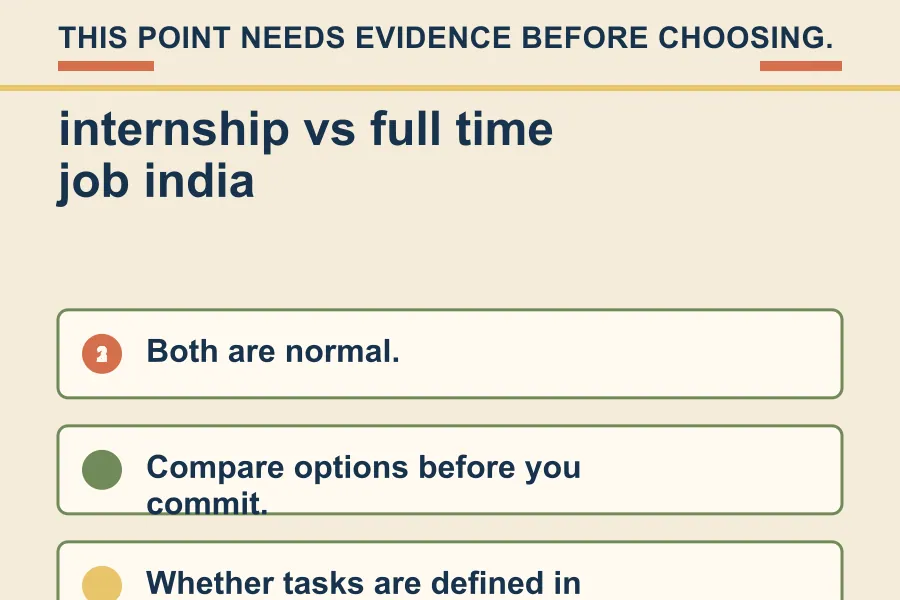 THIS POINT NEEDS EVIDENCE BEFORE CHOOSING.
internship vs full time
job india
Both are normal.
Compare options before you
commit.
Whether tasks are defined in